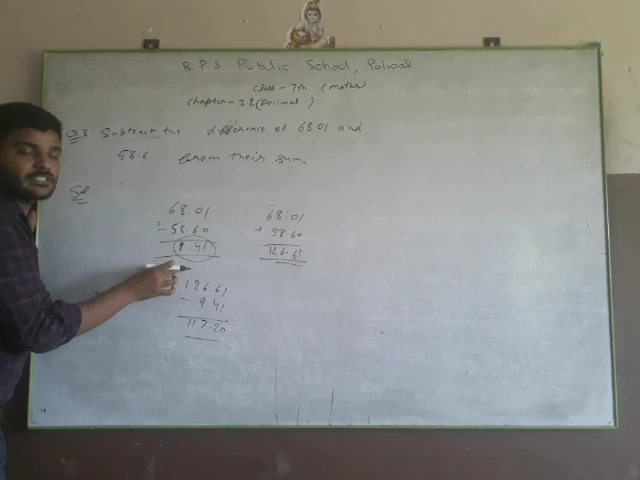 B.P.S Public School, Palwal
Class - 7th (Maths)
Chapter - 3.2 (Decimal)
Q.8 Subtract the difference of 68.01 and
58.6 from their sum.
Sol
68.01
- 58.60
9.41
68.01
+ 58.60
126.61
126.61
- 9.41
117.20